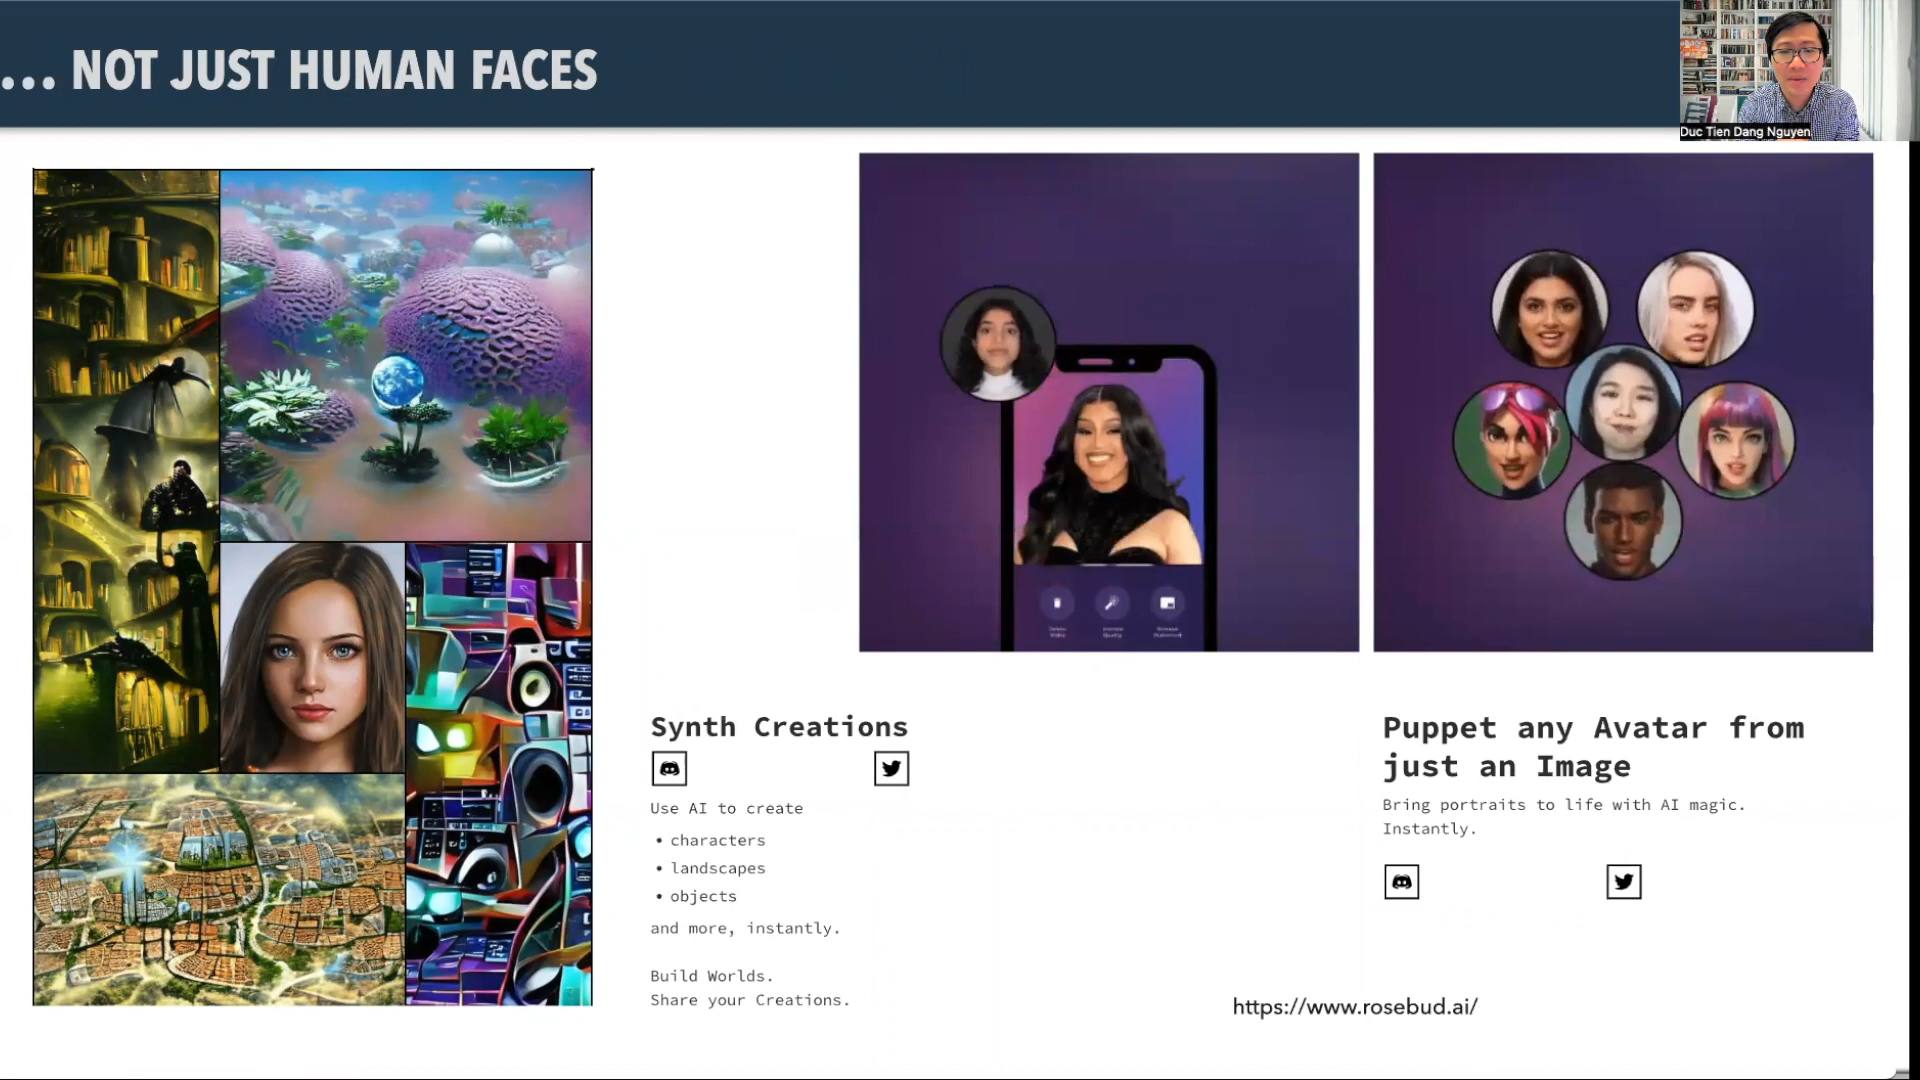 ... NOT JUST HUMAN FACES
Duc Tien Dang Nguyen
Synth Creations
Use AI to create
• characters
• landscapes
• objects
and more, instantly.
Build Worlds.
Share your Creations.
Puppet any Avatar from
just an Image
Bring portraits to life with AI magic.
Instantly.
https://www.rosebud.ai/